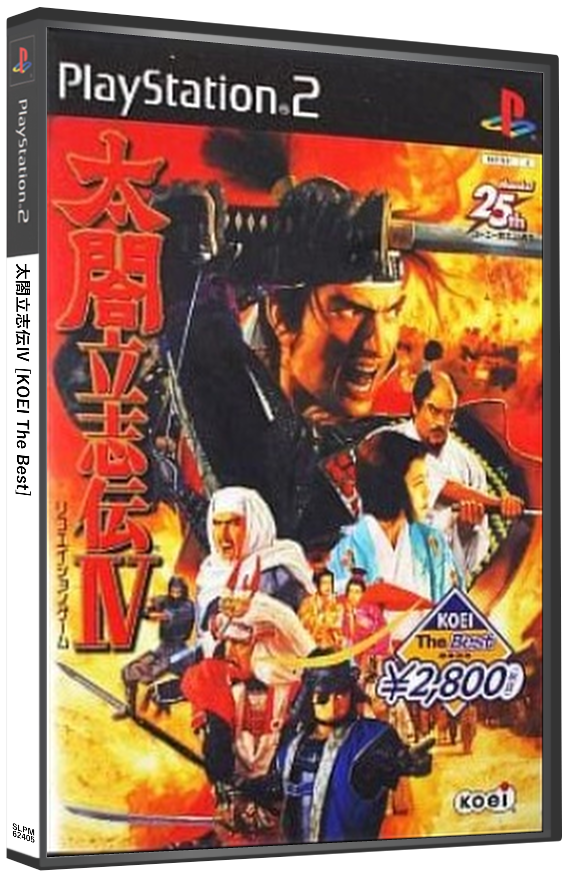 PlayStation®2
PlayStation®2
太閤立志伝Ⅳ [KOEI The Best]
SLPM
62405
太閤立志伝Ⅳ
リコエイションゲーム
25th
KOEI
The Best
¥2,800
KOEI